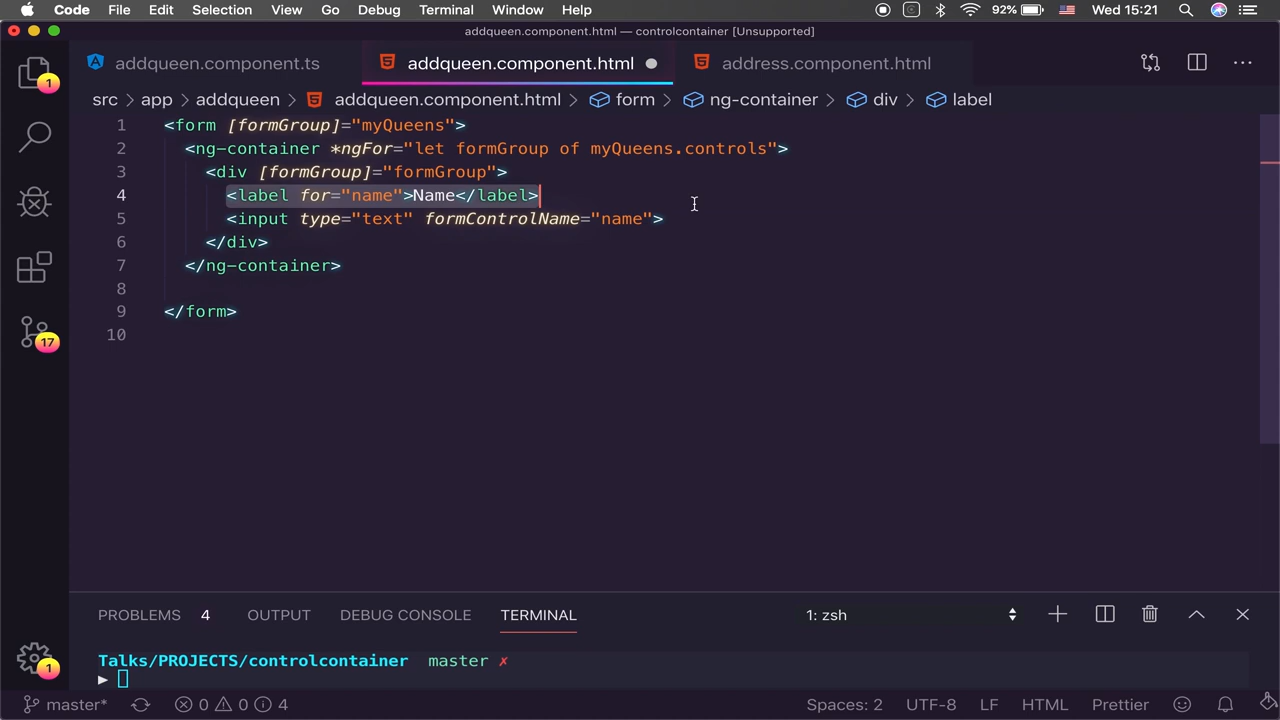 Code File Edit Selection View Go Debug Terminal Window Help 92% Wed 15:21
addqueen.component.html — controlcontainer [Unsupported]
addqueen.component.ts addqueen.component.html address.component.html
src > app > addqueen > addqueen.component.html > form > ng-container > div > label
1 <form [formGroup]="myQueens">
2 <ng-container *ngFor="let formGroup of myQueens.controls">
3 <div [formGroup]="formGroup">
4 <label for="name">Name</label>
5 <input type="text" formControlName="name">
6 </div>
7 </ng-container>
8
9 </form>
10
1
17
1
PROBLEMS 4 OUTPUT DEBUG CONSOLE TERMINAL 1: zsh
Talks/PROJECTS/controlcontainer master ✗
master* 0 0 4 Spaces: 2 UTF-8 LF HTML Prettier